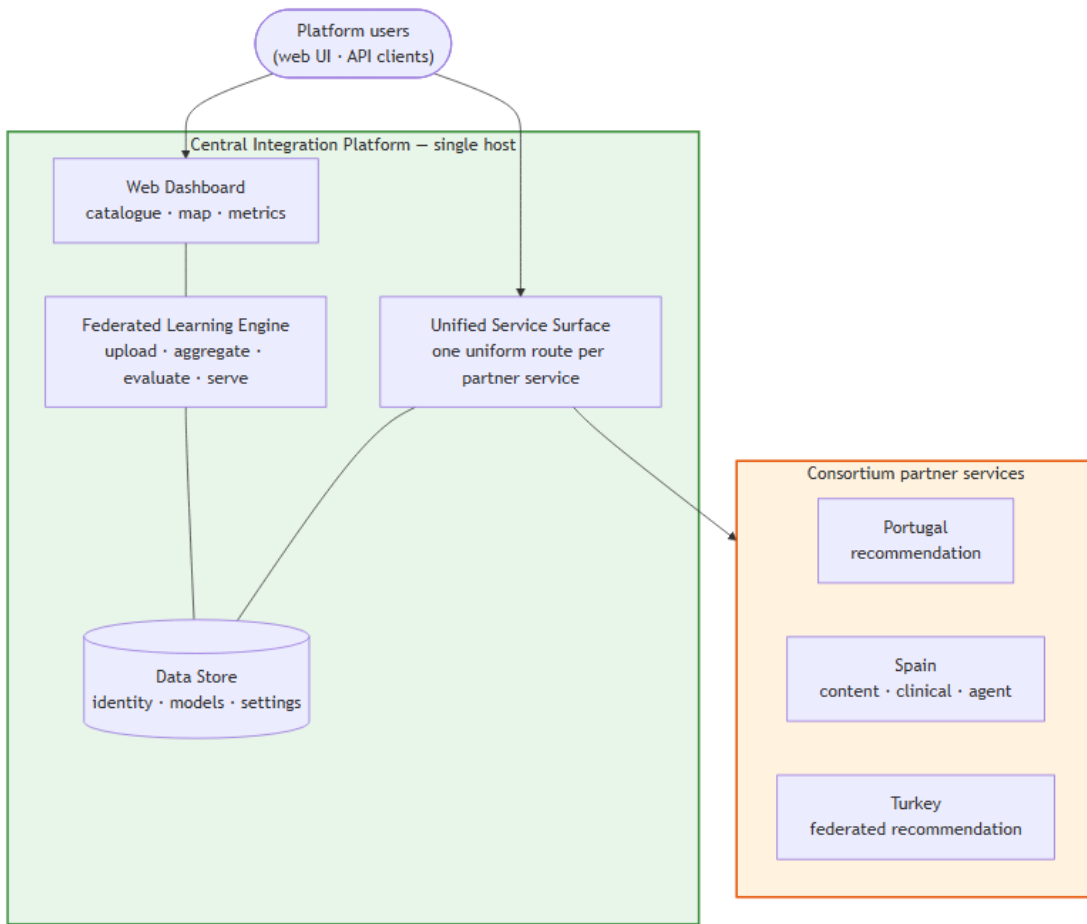 Platform users
(web UI · API clients)
Central Integration Platform — single host
Web Dashboard
catalogue · map · metrics
Federated Learning Engine
upload · aggregate ·
evaluate · serve
Unified Service Surface
one uniform route per
partner service
Data Store
identity · models · settings
Consortium partner services
Portugal
recommendation
Spain
content · clinical · agent
Turkey
federated recommendation